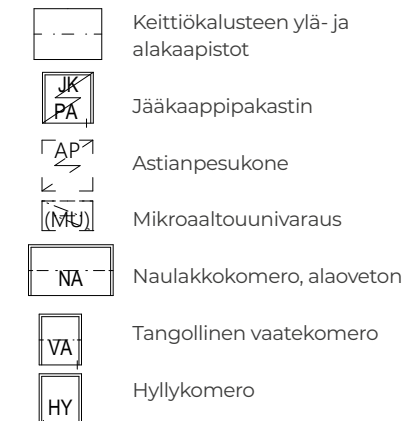 Keittiökalusteen ylä- ja
alakaapistot
JK
PA
Jääkaappipakastin
AP
Astianpesukone
(MU)
Mikroaaltouunivaraus
NA
Naulakkokomero, alaoveton
VA
Tangollinen vaatekomero
HY
Hyllykomero